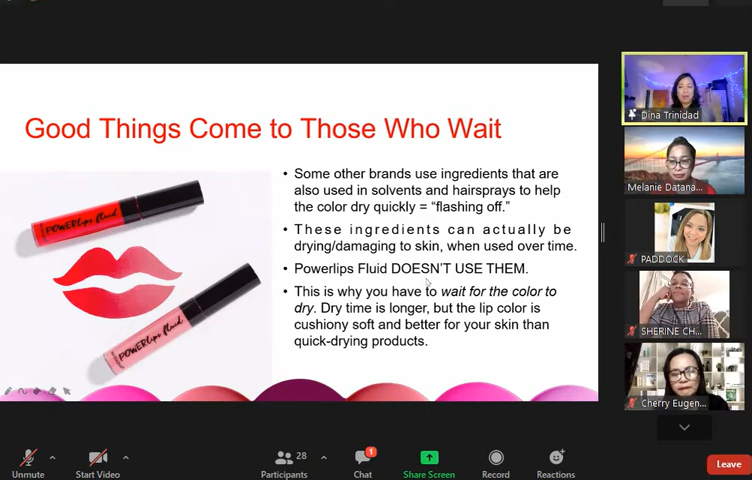 Good Things Come to Those Who Wait
• Some other brands use ingredients that are
also used in solvents and hairsprays to help
the color dry quickly = “flashing off.”
• These ingredients can actually be
drying/damaging to skin, when used over time.
• Powerlips Fluid DOESN’T USE THEM.
• This is why you have to wait for the color to
dry. Dry time is longer, but the lip color is
cushiony soft and better for your skin than
quick-drying products.
POWERlips fluid
POWERlips fluid
Dina Trinidad
Melanie Datana...
PADDOCK
SHERINE CH...
Cherry Eugen...
Unmute
Start Video
28
Participants
1
Chat
Share Screen
Record
Reactions
Leave